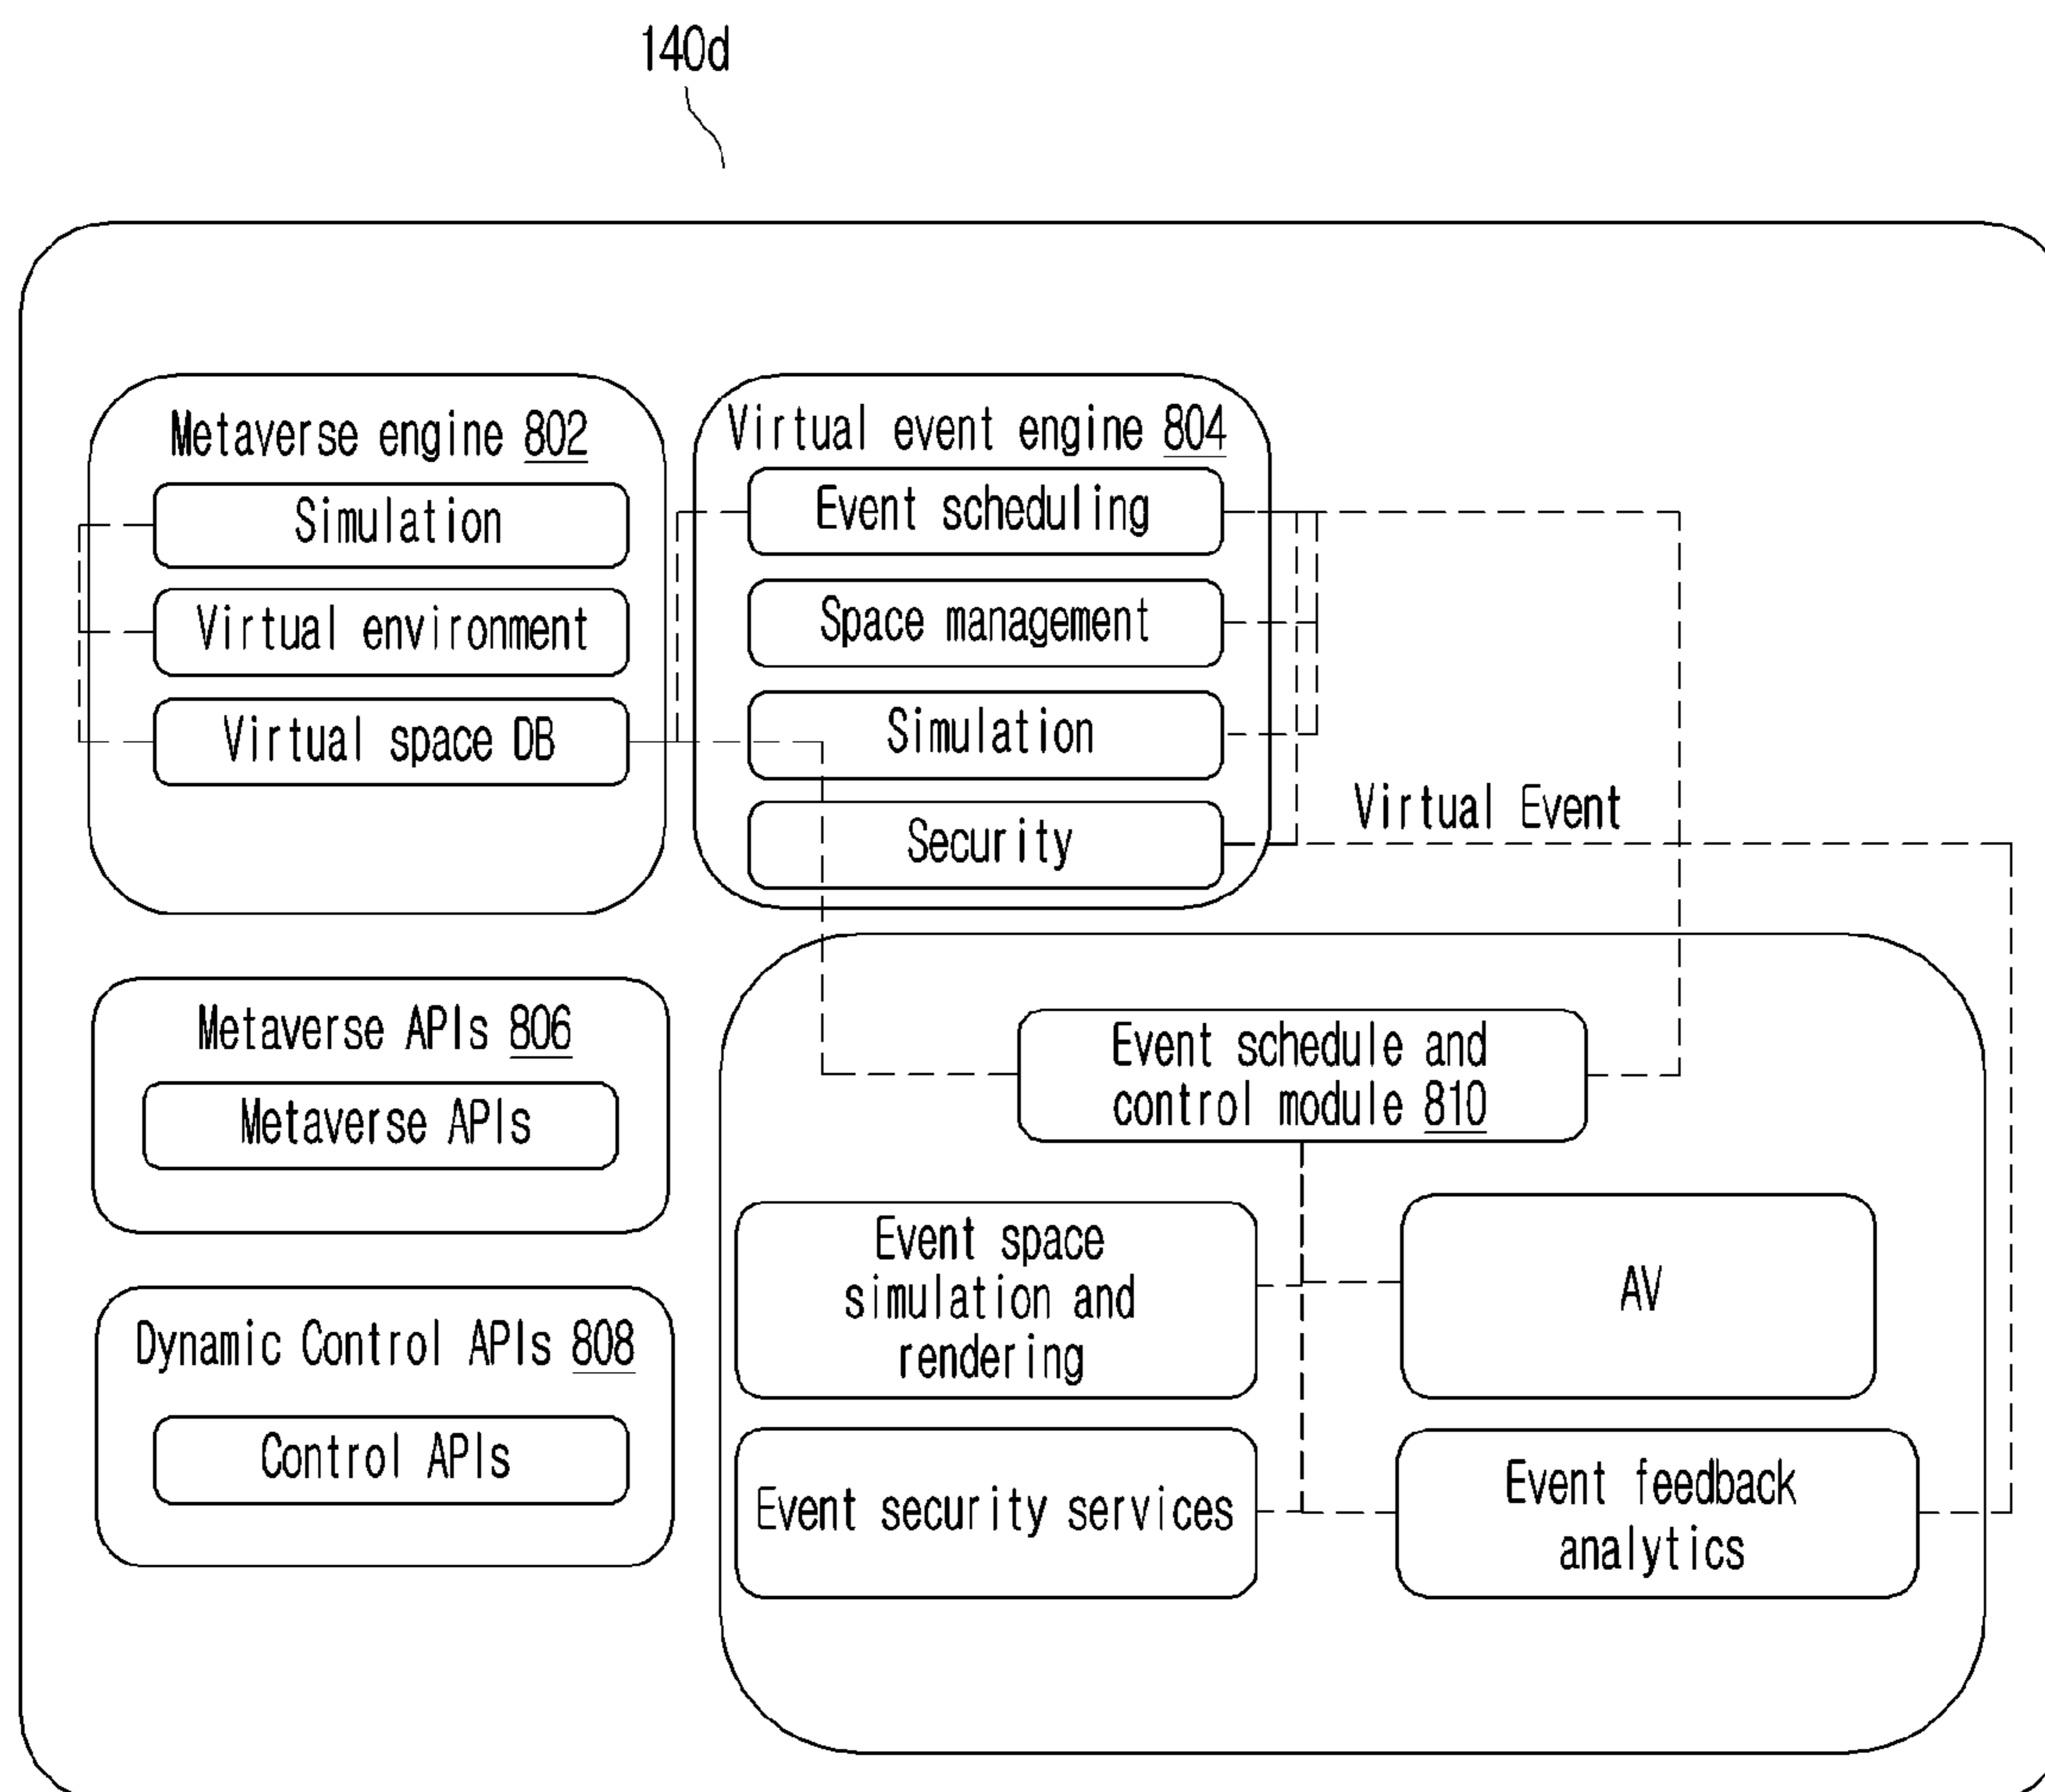 140d
Metaverse engine 802
Simulation
Virtual environment
Virtual space DB
Virtual event engine 804
Event scheduling
Space management
Simulation
Security
Virtual Event
Metaverse APIs 806
Metaverse APIs
Dynamic Control APIs 808
Control APIs
Event schedule and
control module 810
Event space
simulation and
rendering
AV
Event security services
Event feedback
analytics